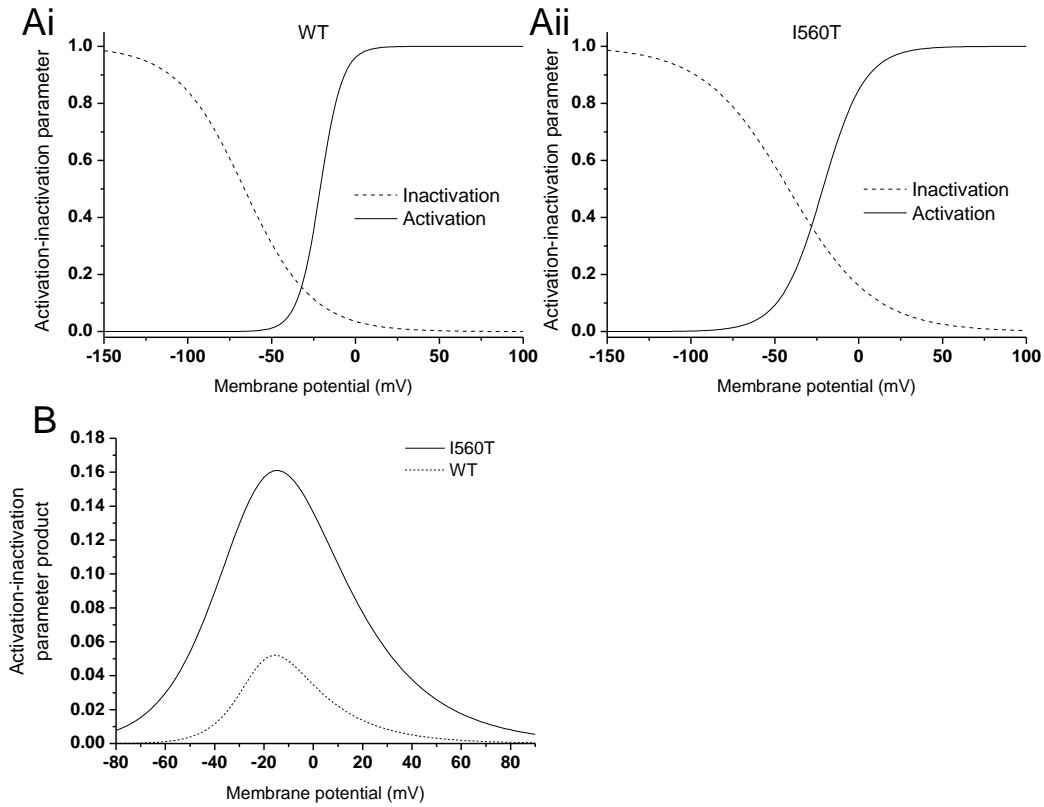 Ai
WT
Activation-inactivation parameter
1.0
0.8
0.6
0.4
0.2
0.0
Inactivation
Activation
-150
-100
-50
0
50
100
Membrane potential (mV)
Aii
I560T
Activation-inactivation parameter
1.0
0.8
0.6
0.4
0.2
0.0
Inactivation
Activation
-150
-100
-50
0
50
100
Membrane potential (mV)
B
Activation-inactivation
parameter product
0.18
0.16
0.14
0.12
0.10
0.08
0.06
0.04
0.02
0.00
I560T
WT
-80
-60
-40
-20
0
20
40
60
80
Membrane potential (mV)